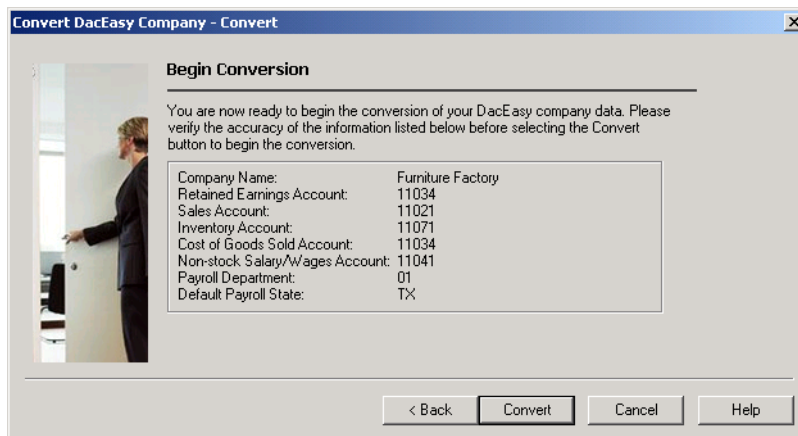 Convert DacEasy Company - Convert
Begin Conversion
You are now ready to begin the conversion of your DacEasy company data. Please
verify the accuracy of the information listed below before selecting the Convert
button to begin the conversion.
Company Name: Furniture Factory
Retained Earnings Account: 11034
Sales Account: 11021
Inventory Account: 11071
Cost of Goods Sold Account: 11034
Non-stock Salary/Wages Account: 11041
Payroll Department: 01
Default Payroll State: TX
< Back Convert Cancel Help